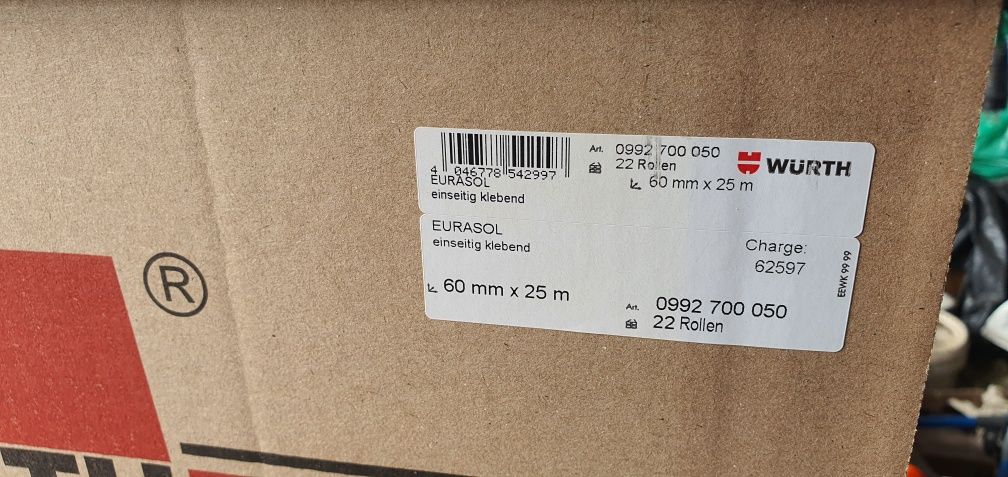 4 046778 542997
EURASOL
einseitig klebend
Art. 0992 700 050
22 Rollen
60 mm x 25 m
WÜRTH
EURASOL
einseitig klebend
60 mm x 25 m
Charge:
62597
Art. 0992 700 050
22 Rollen
EEWK 99 99
®
TH